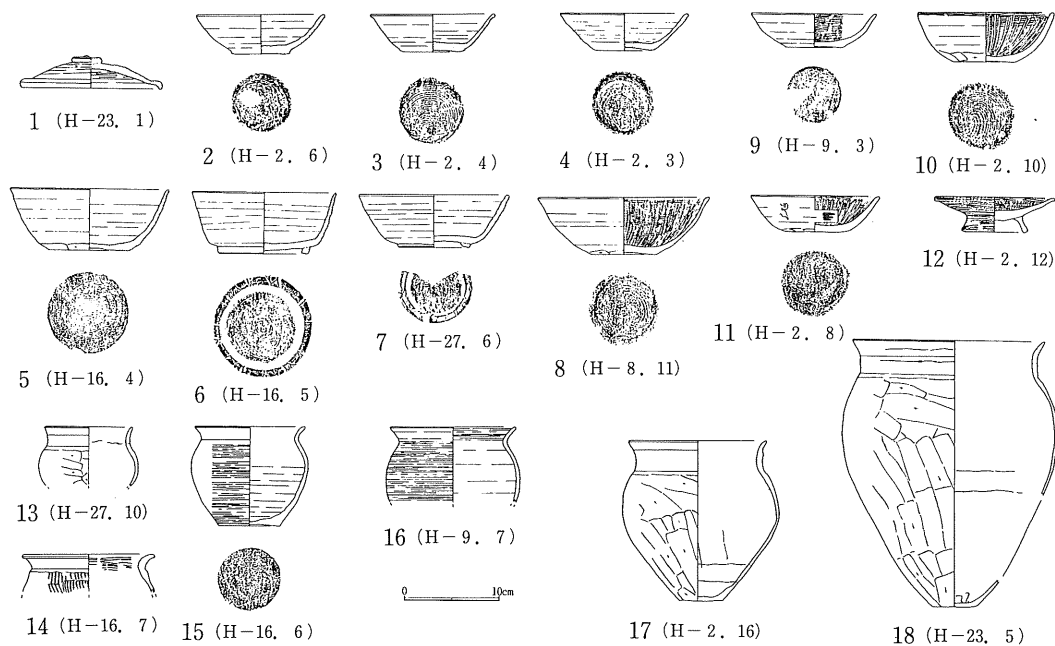 1 (H-23. 1)
2 (H-2. 6)
3 (H-2. 4)
4 (H-2. 3)
9 (H-9. 3)
10 (H-2. 10)
5 (H-16. 4)
6 (H-16. 5)
7 (H-27. 6)
8 (H-8. 11)
11 (H-2. 8)
12 (H-2. 12)
13 (H-27. 10)
14 (H-16. 7)
15 (H-16. 6)
16 (H-9. 7)
0 10cm
17 (H-2. 16)
18 (H-23. 5)